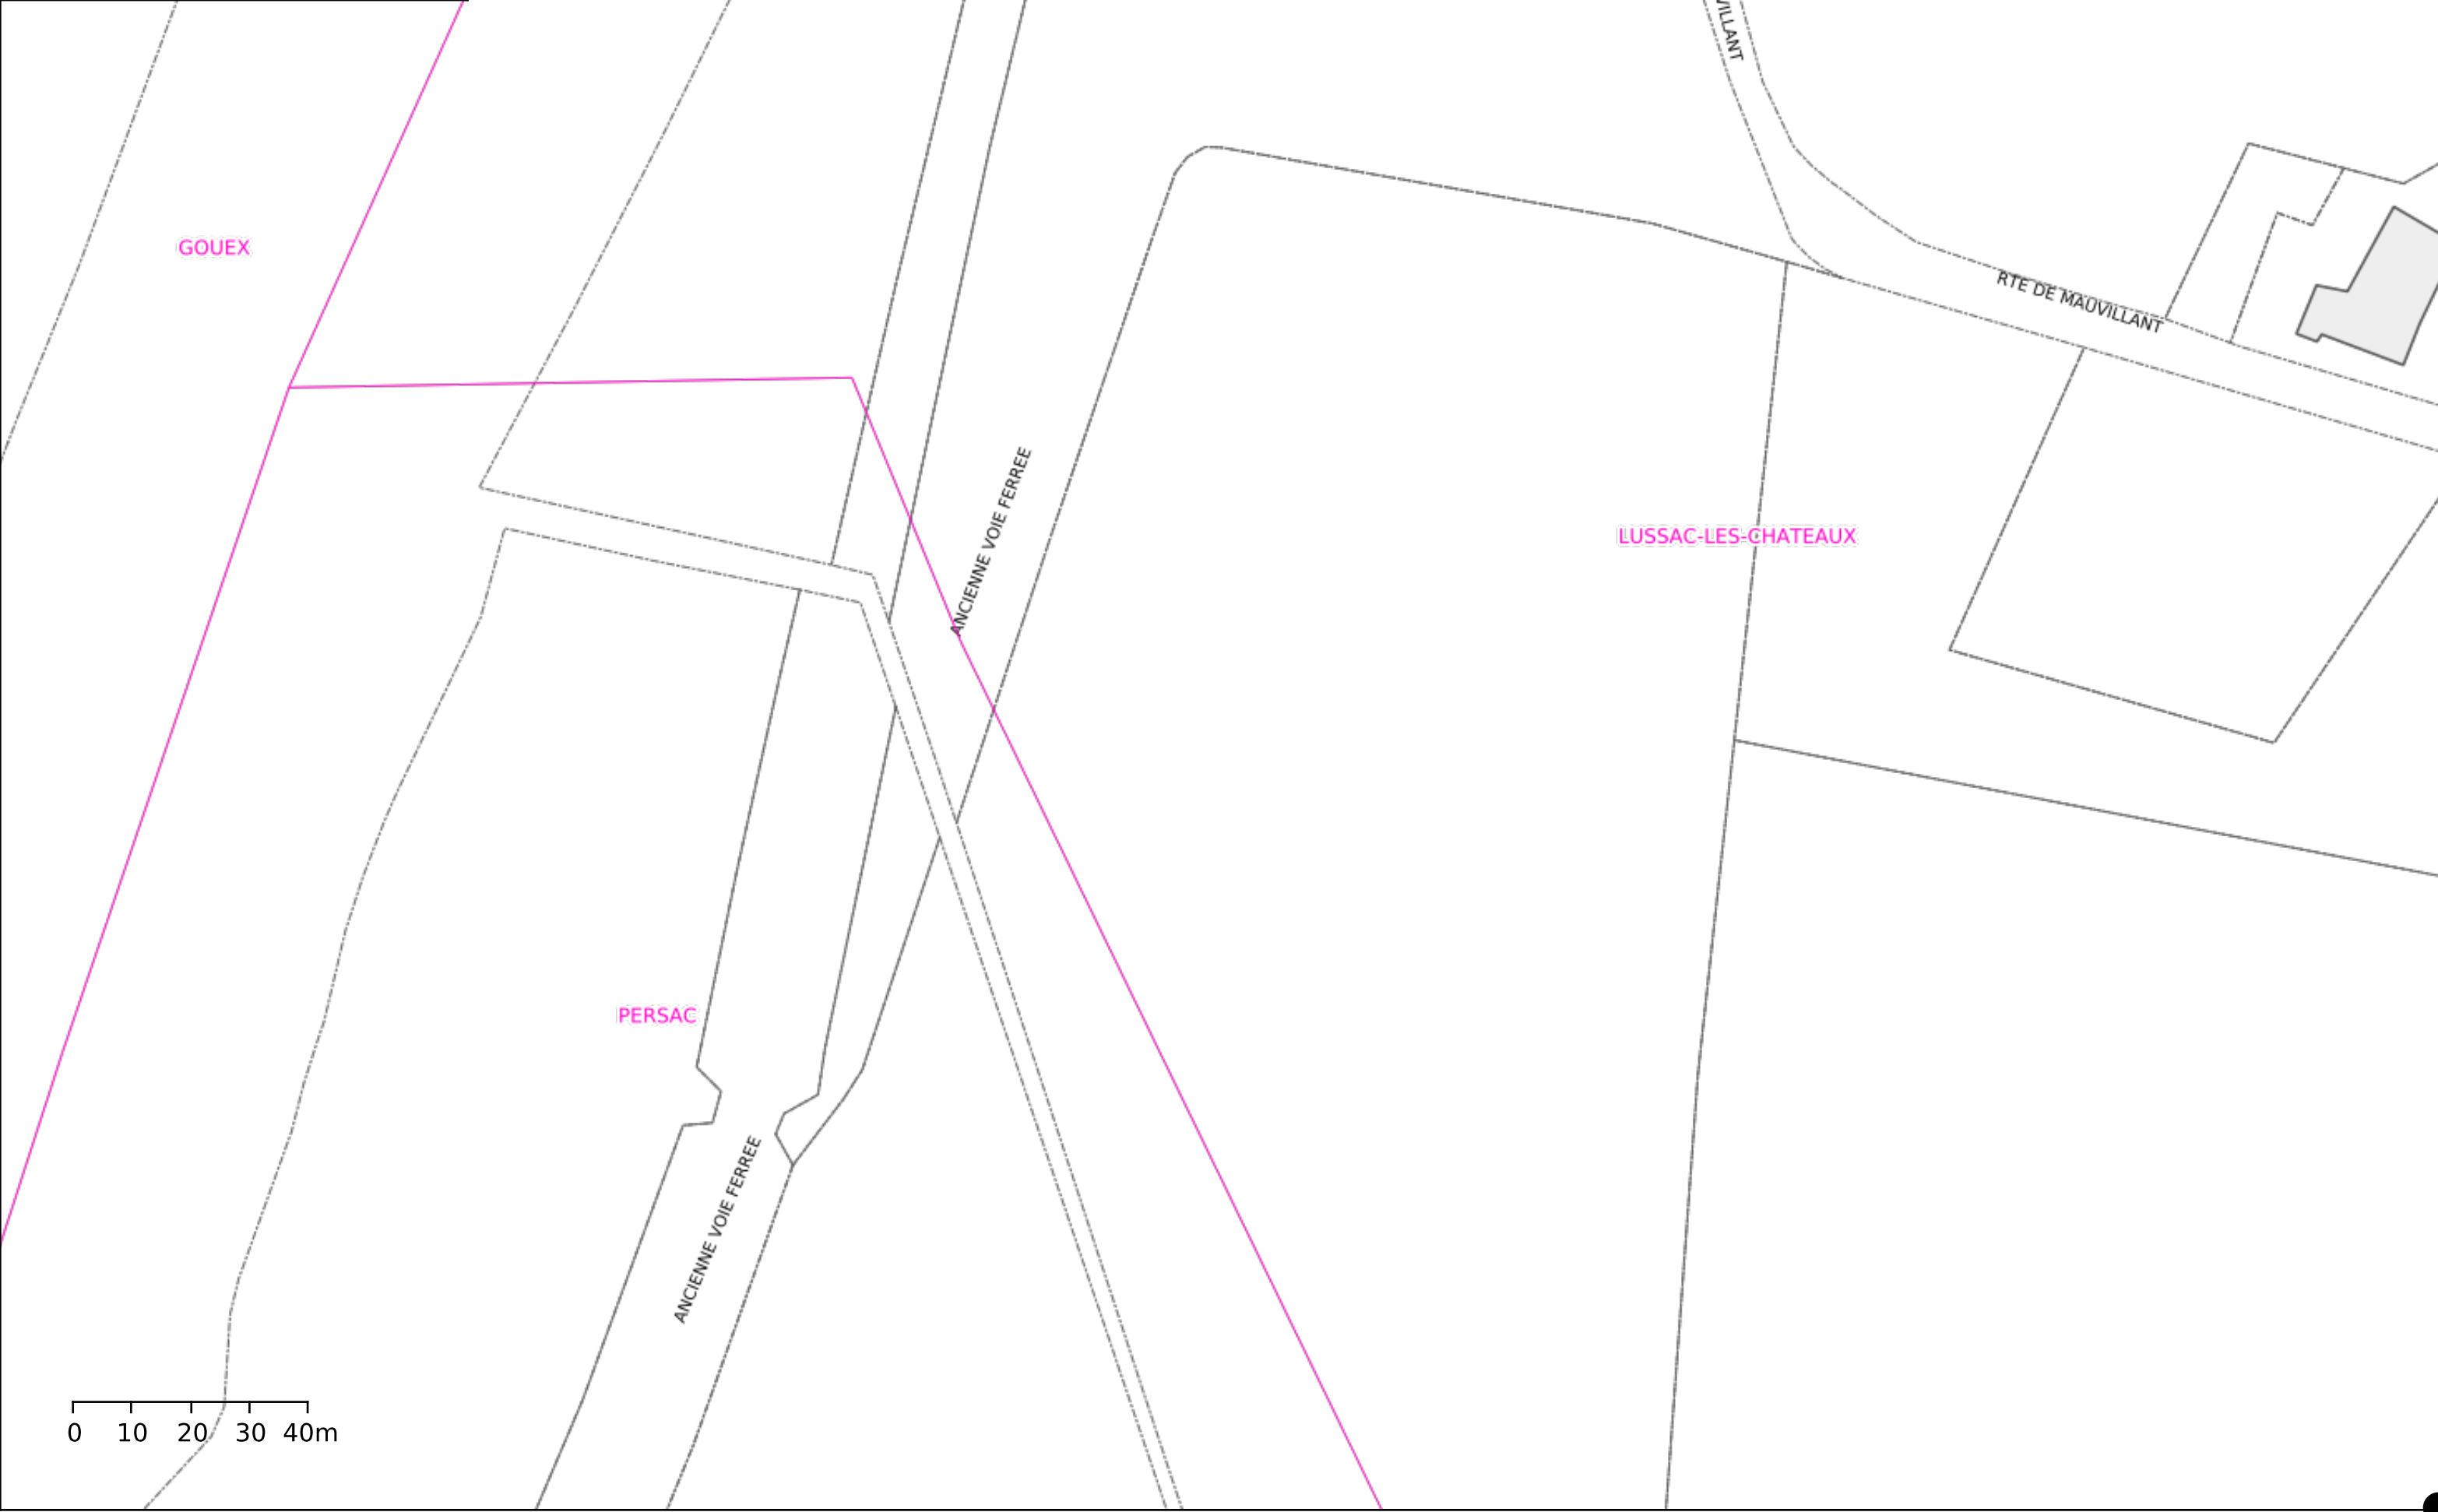 VILLANT
GOUEX
RTE DE MAUVILLANT
ANCIENNE VOIE FERREE
LUSSAC-LES-CHATEAUX
PERSAC
ANCIENNE VOIE FERREE
0 10 20 30 40m